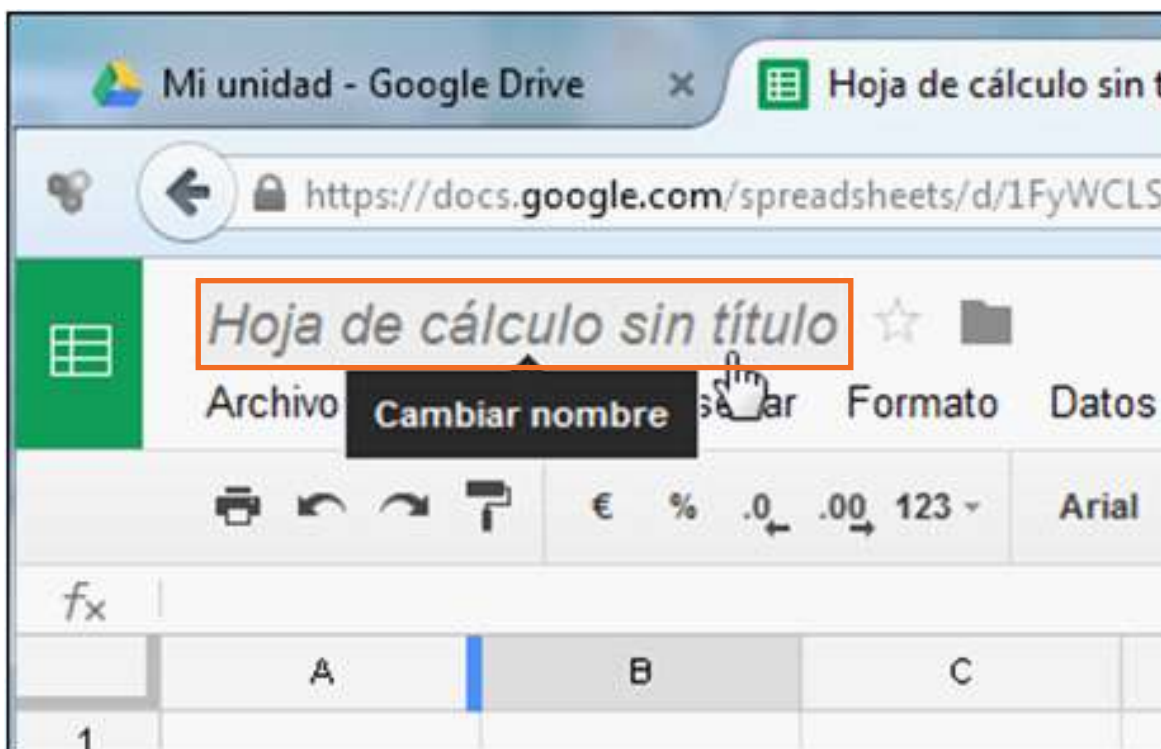 Mi unidad - Google Drive × Hoja de cálculo sin
https://docs.google.com/spreadsheets/d/1FyWCLS
Hoja de cálculo sin título
Archivo Formato Datos
Cambiar nombre
€ % .0 .00 123 Arial
fx
A B C
1